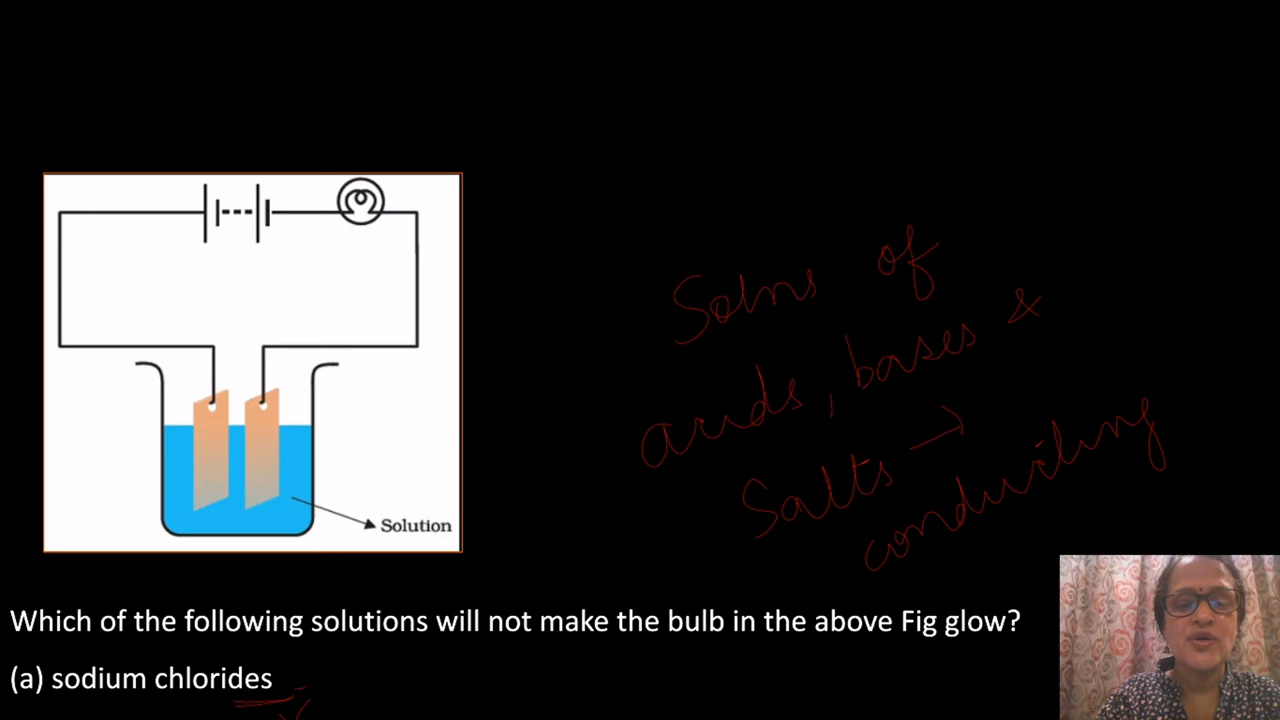 Solns of
acids, bases &
Salts →
conducting
Solution
Which of the following solutions will not make the bulb in the above Fig glow?
(a) sodium chlorides